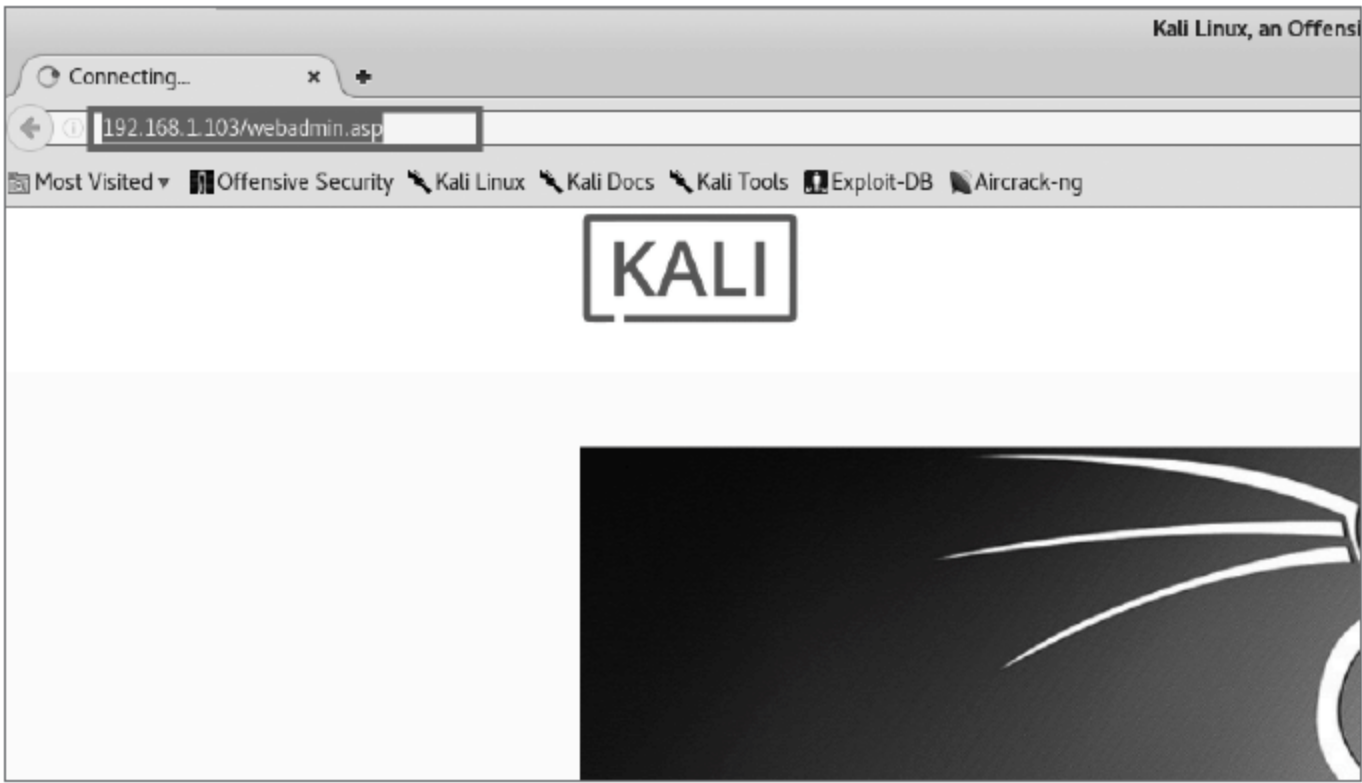 Kali Linux, an Offensi
Connecting...
192.168.1.103/webadmin.asp
Most Visited Offensive Security Kali Linux Kali Docs Kali Tools Exploit-DB Aircrack-ng
KALI